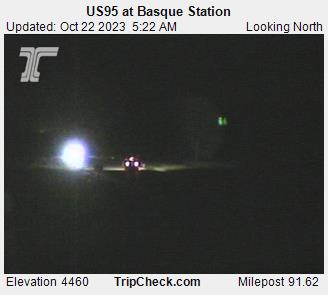 US95 at Basque Station
Updated: Oct 22 2023 5:22 AM Looking North
Elevation 4460 TripCheck.com Milepost 91.62